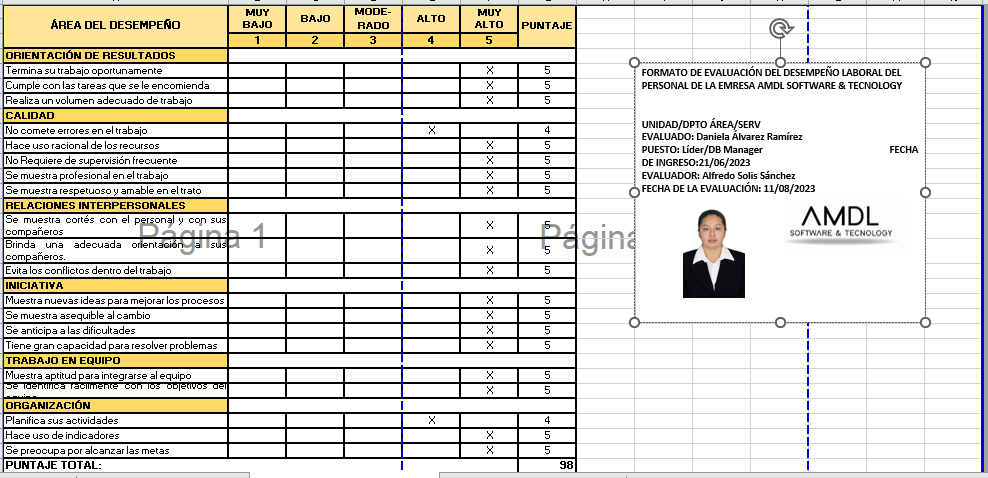 ÁREA DEL DESEMPEÑO MUY BAJO BAJO MODE-RADO ALTO MUY ALTO PUNTAJE
1 2 3 4 5
ORIENTACIÓN DE RESULTADOS
Termina su trabajo oportunamente X 5
Cumple con las tareas que se le encomienda X 5
Realiza un volumen adecuado de trabajo X 5
CALIDAD
No comete errores en el trabajo X 4
Hace uso racional de los recursos X 5
No Requiere de supervisión frecuente X 5
Se muestra profesional en el trabajo X 5
Se muestra respetuoso y amable en el trato X 5
RELACIONES INTERPERSONALES
Se muestra cortés con el personal y con sus
compañeros X 5
Brinda una adecuada orientación a sus
compañeros. X 5
Evita los conflictos dentro del trabajo X 5
INICIATIVA
Muestra nuevas ideas para mejorar los procesos X 5
Se muestra asequible al cambio X 5
Se anticipa a las dificultades X 5
Tiene gran capacidad para resolver problemas X 5
TRABAJO EN EQUIPO
Muestra aptitud para integrarse al equipo X 5
Se identifica fácilmente con los objetivos del X 5
ORGANIZACIÓN
Planifica sus actividades X 4
Hace uso de indicadores X 5
Se preocupa por alcanzar las metas X 5
PUNTAJE TOTAL: 98
Página 1
Página
FORMATO DE EVALUACIÓN DEL DESEMPEÑO LABORAL DEL
PERSONAL DE LA EMRESA AMDL SOFTWARE & TECNOLOGY
UNIDAD/DPTO ÁREA/SERV
EVALUADO: Daniela Álvarez Ramírez
PUESTO: Líder/DB Manager FECHA
DE INGRESO:21/06/2023
EVALUADOR: Alfredo Solis Sánchez
FECHA DE LA EVALUACIÓN: 11/08/2023
AMDL
SOFTWARE & TECNOLOGY